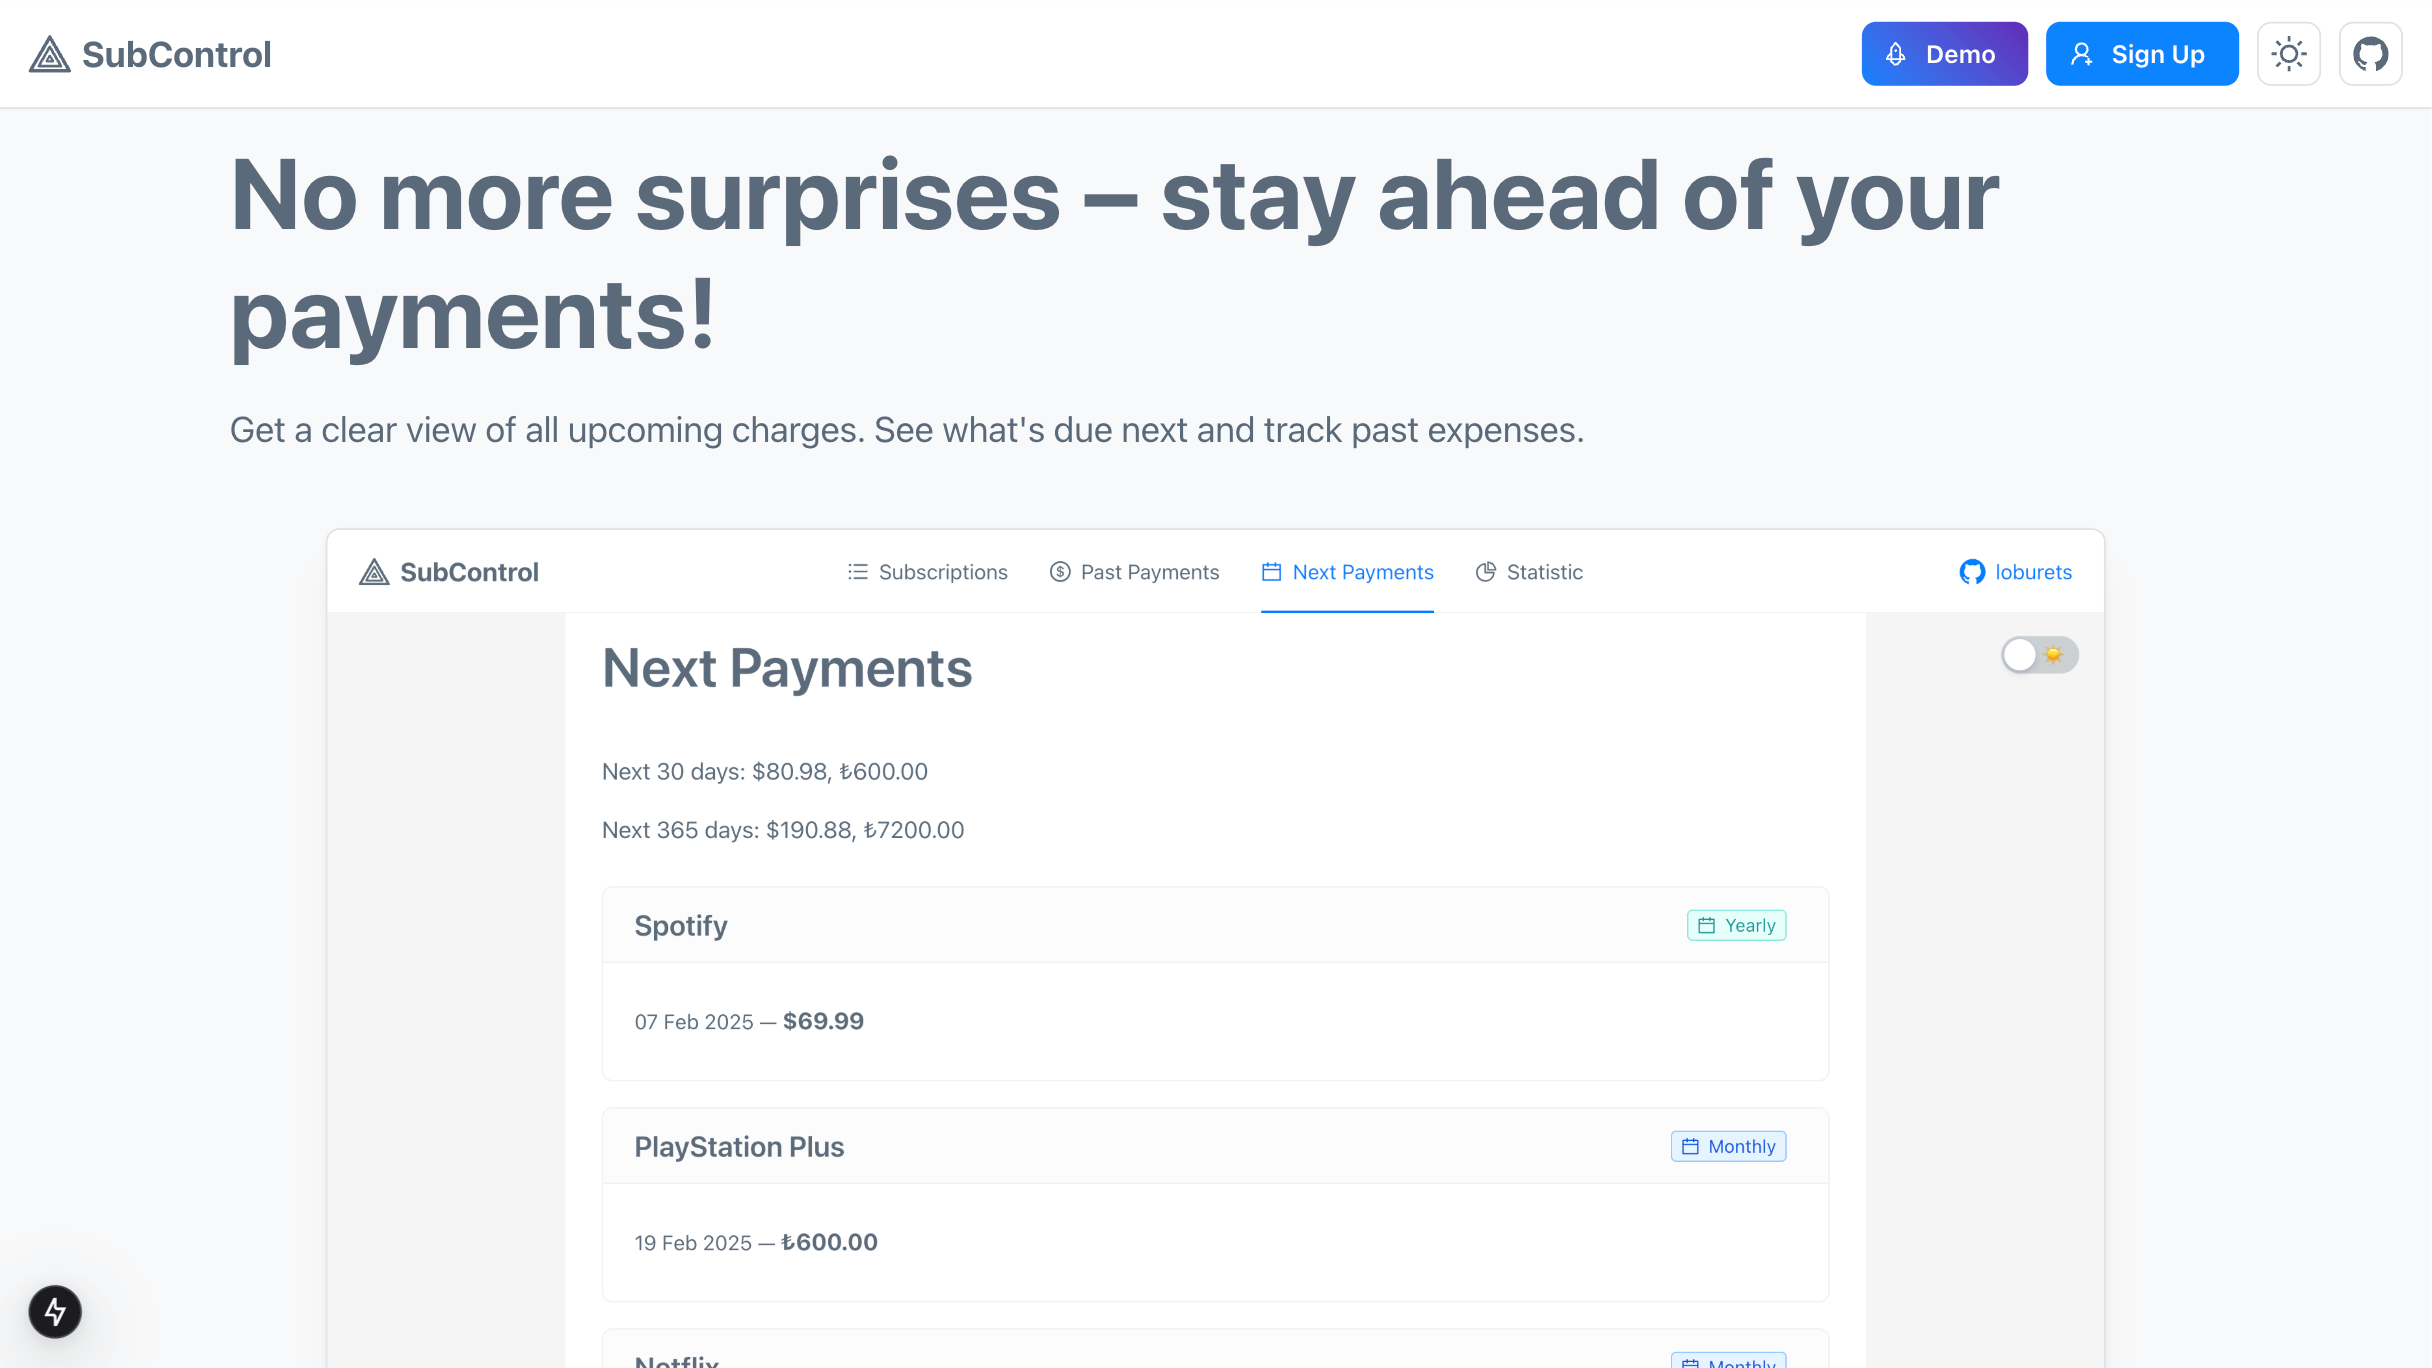 SubControl
Demo
Sign Up
No more surprises – stay ahead of your
payments!
Get a clear view of all upcoming charges. See what's due next and track past expenses.
SubControl
Subscriptions
Past Payments
Next Payments
Statistic
loburets
Next Payments
Next 30 days: $80.98, ₺600.00
Next 365 days: $190.88, ₺7200.00
Spotify
Yearly
07 Feb 2025 — $69.99
PlayStation Plus
Monthly
19 Feb 2025 — ₺600.00
Netflix
Monthly